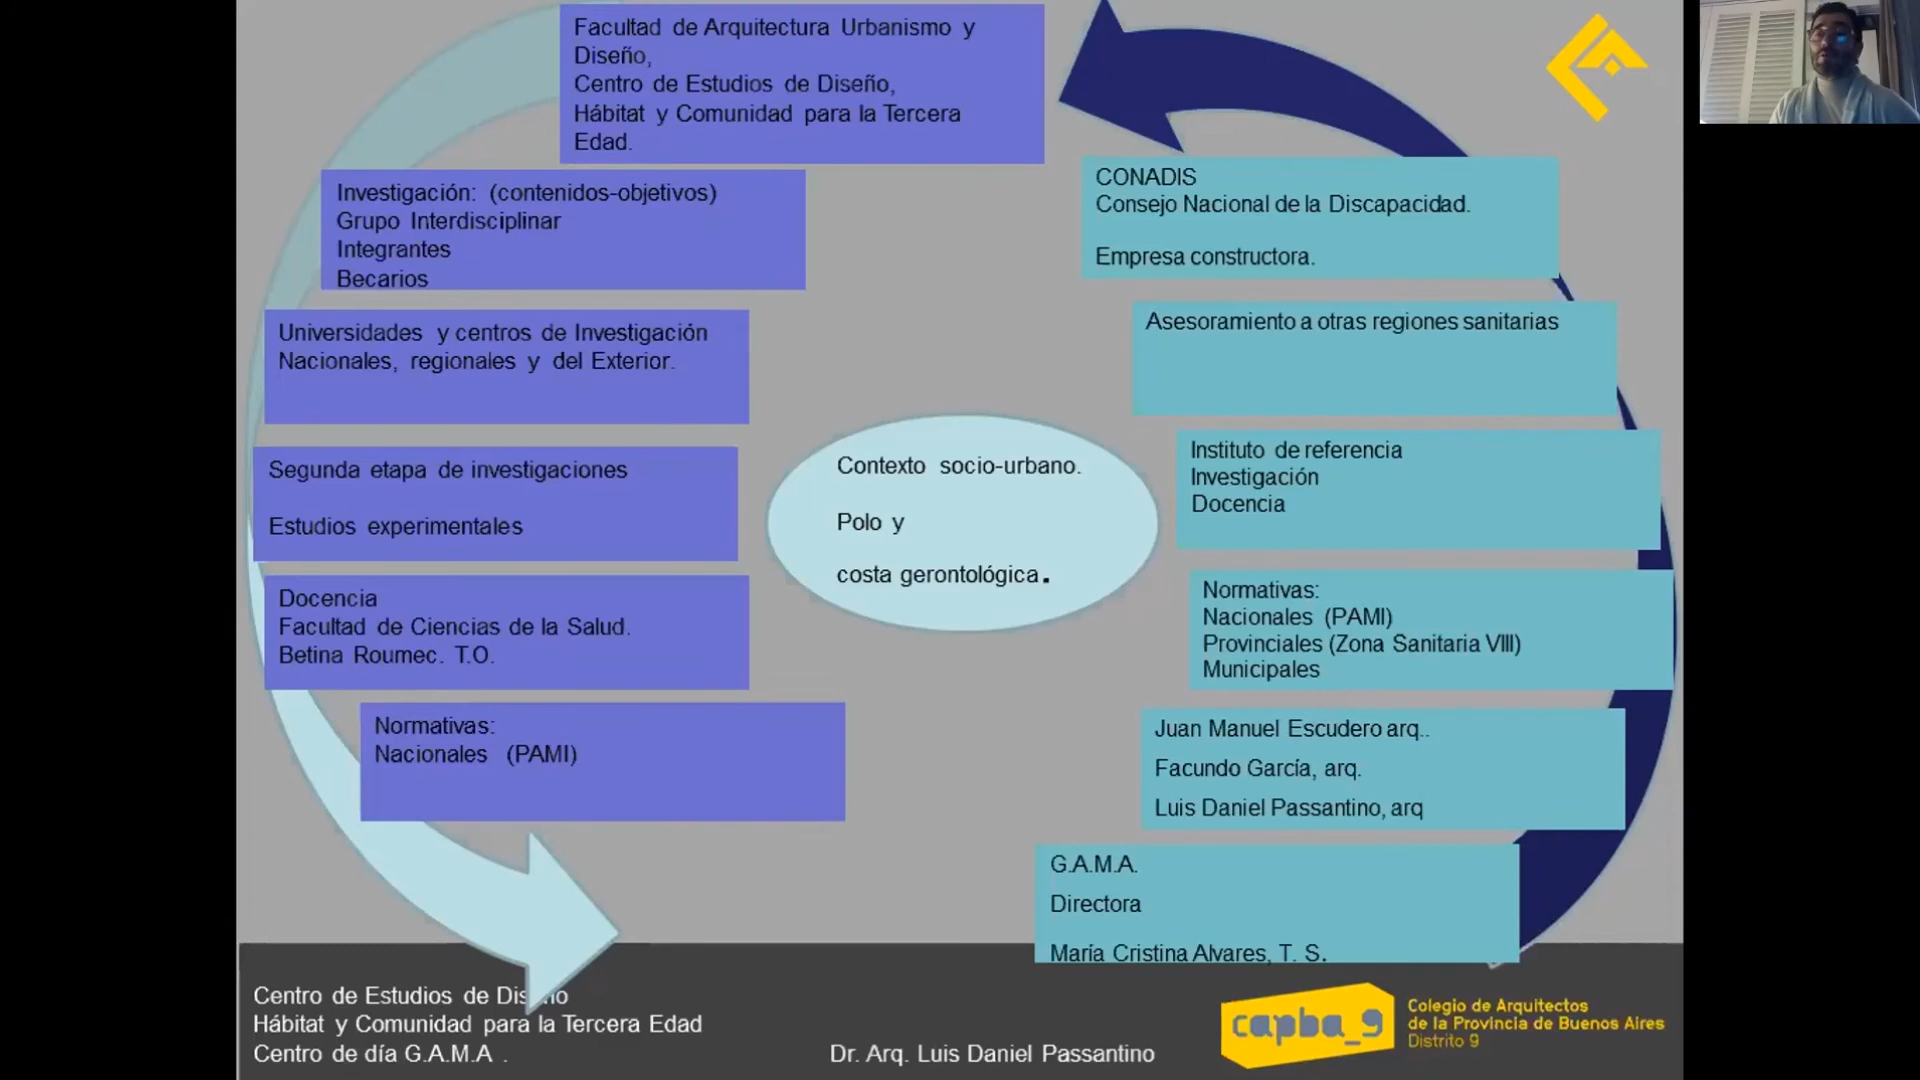 Facultad de Arquitectura Urbanismo y
Diseño,
Centro de Estudios de Diseño,
Hábitat y Comunidad para la Tercera
Edad.
Investigación: (contenidos-objetivos)
Grupo Interdisciplinar
Integrantes
Becarios
Universidades y centros de Investigación
Nacionales, regionales y del Exterior.
Segunda etapa de investigaciones
Estudios experimentales
Docencia
Facultad de Ciencias de la Salud.
Betina Roumec. T.O.
Normativas:
Nacionales (PAMI)
Contexto socio-urbano.
Polo y
costa gerontológica.
CONADIS
Consejo Nacional de la Discapacidad.
Empresa constructora.
Asesoramiento a otras regiones sanitarias
Instituto de referencia
Investigación
Docencia
Normativas:
Nacionales (PAMI)
Provinciales (Zona Sanitaria VIII)
Municipales
Juan Manuel Escudero arq..
Facundo García, arq.
Luis Daniel Passantino, arq
G.A.M.A.
Directora
María Cristina Alvares, T. S.
Centro de Estudios de Diseño
Hábitat y Comunidad para la Tercera Edad
Centro de día G.A.M.A .
Dr. Arq. Luis Daniel Passantino
capba_9
Colegio de Arquitectos
de la Provincia de Buenos Aires
Distrito 9